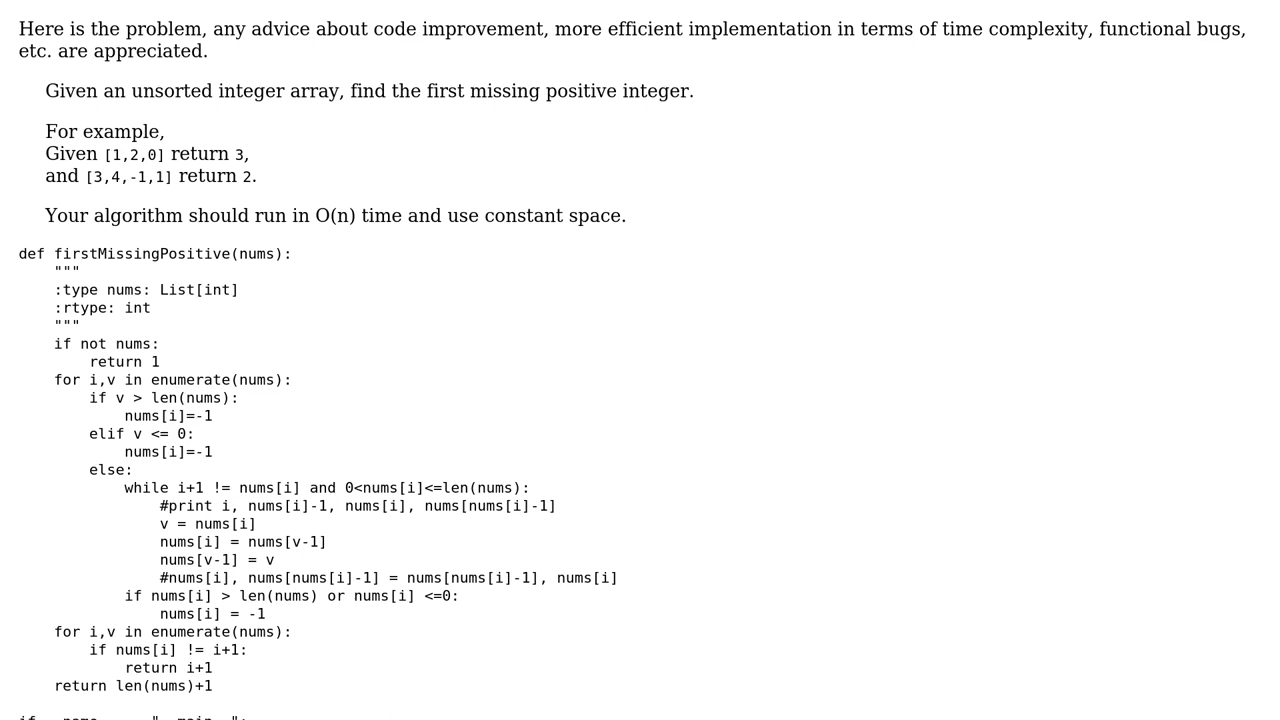 Here is the problem, any advice about code improvement, more efficient implementation in terms of time complexity, functional bugs,
etc. are appreciated.
Given an unsorted integer array, find the first missing positive integer.
For example,
Given [1,2,0] return 3,
and [3,4,-1,1] return 2.
Your algorithm should run in O(n) time and use constant space.
def firstMissingPositive(nums):
    """
    :type nums: List[int]
    :rtype: int
    """
    if not nums:
        return 1
    for i,v in enumerate(nums):
        if v > len(nums):
            nums[i]=-1
        elif v <= 0:
            nums[i]=-1
        else:
            while i+1 != nums[i] and 0<nums[i]<=len(nums):
                #print i, nums[i]-1, nums[i], nums[nums[i]-1]
                v = nums[i]
                nums[i] = nums[v-1]
                nums[v-1] = v
                #nums[i], nums[nums[i]-1] = nums[nums[i]-1], nums[i]
            if nums[i] > len(nums) or nums[i] <=0:
                nums[i] = -1
    for i,v in enumerate(nums):
        if nums[i] != i+1:
            return i+1
    return len(nums)+1